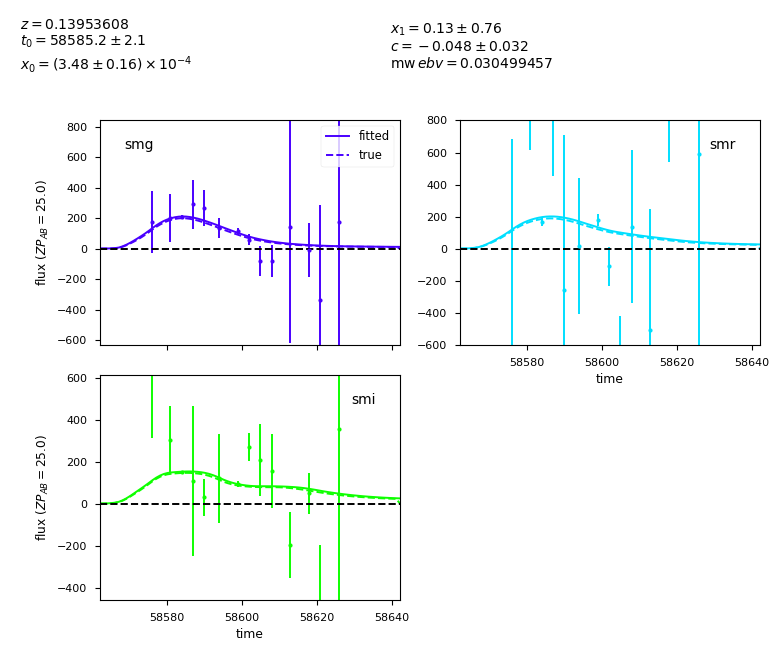 z = 0.13953608
t₀ = 58585.2 ± 2.1
x₀ = (3.48 ± 0.16) × 10⁻⁴
x₁ = 0.13 ± 0.76
c = −0.048 ± 0.032
mw ebv = 0.030499457
smg
fitted
true
800
600
400
200
0
−200
−400
−600
flux (ZP_AB = 25.0)
smr
800
600
400
200
0
−200
−400
−600
58580 58600 58620 58640
time
smi
600
400
200
0
−200
−400
flux (ZP_AB = 25.0)
58580 58600 58620 58640
time